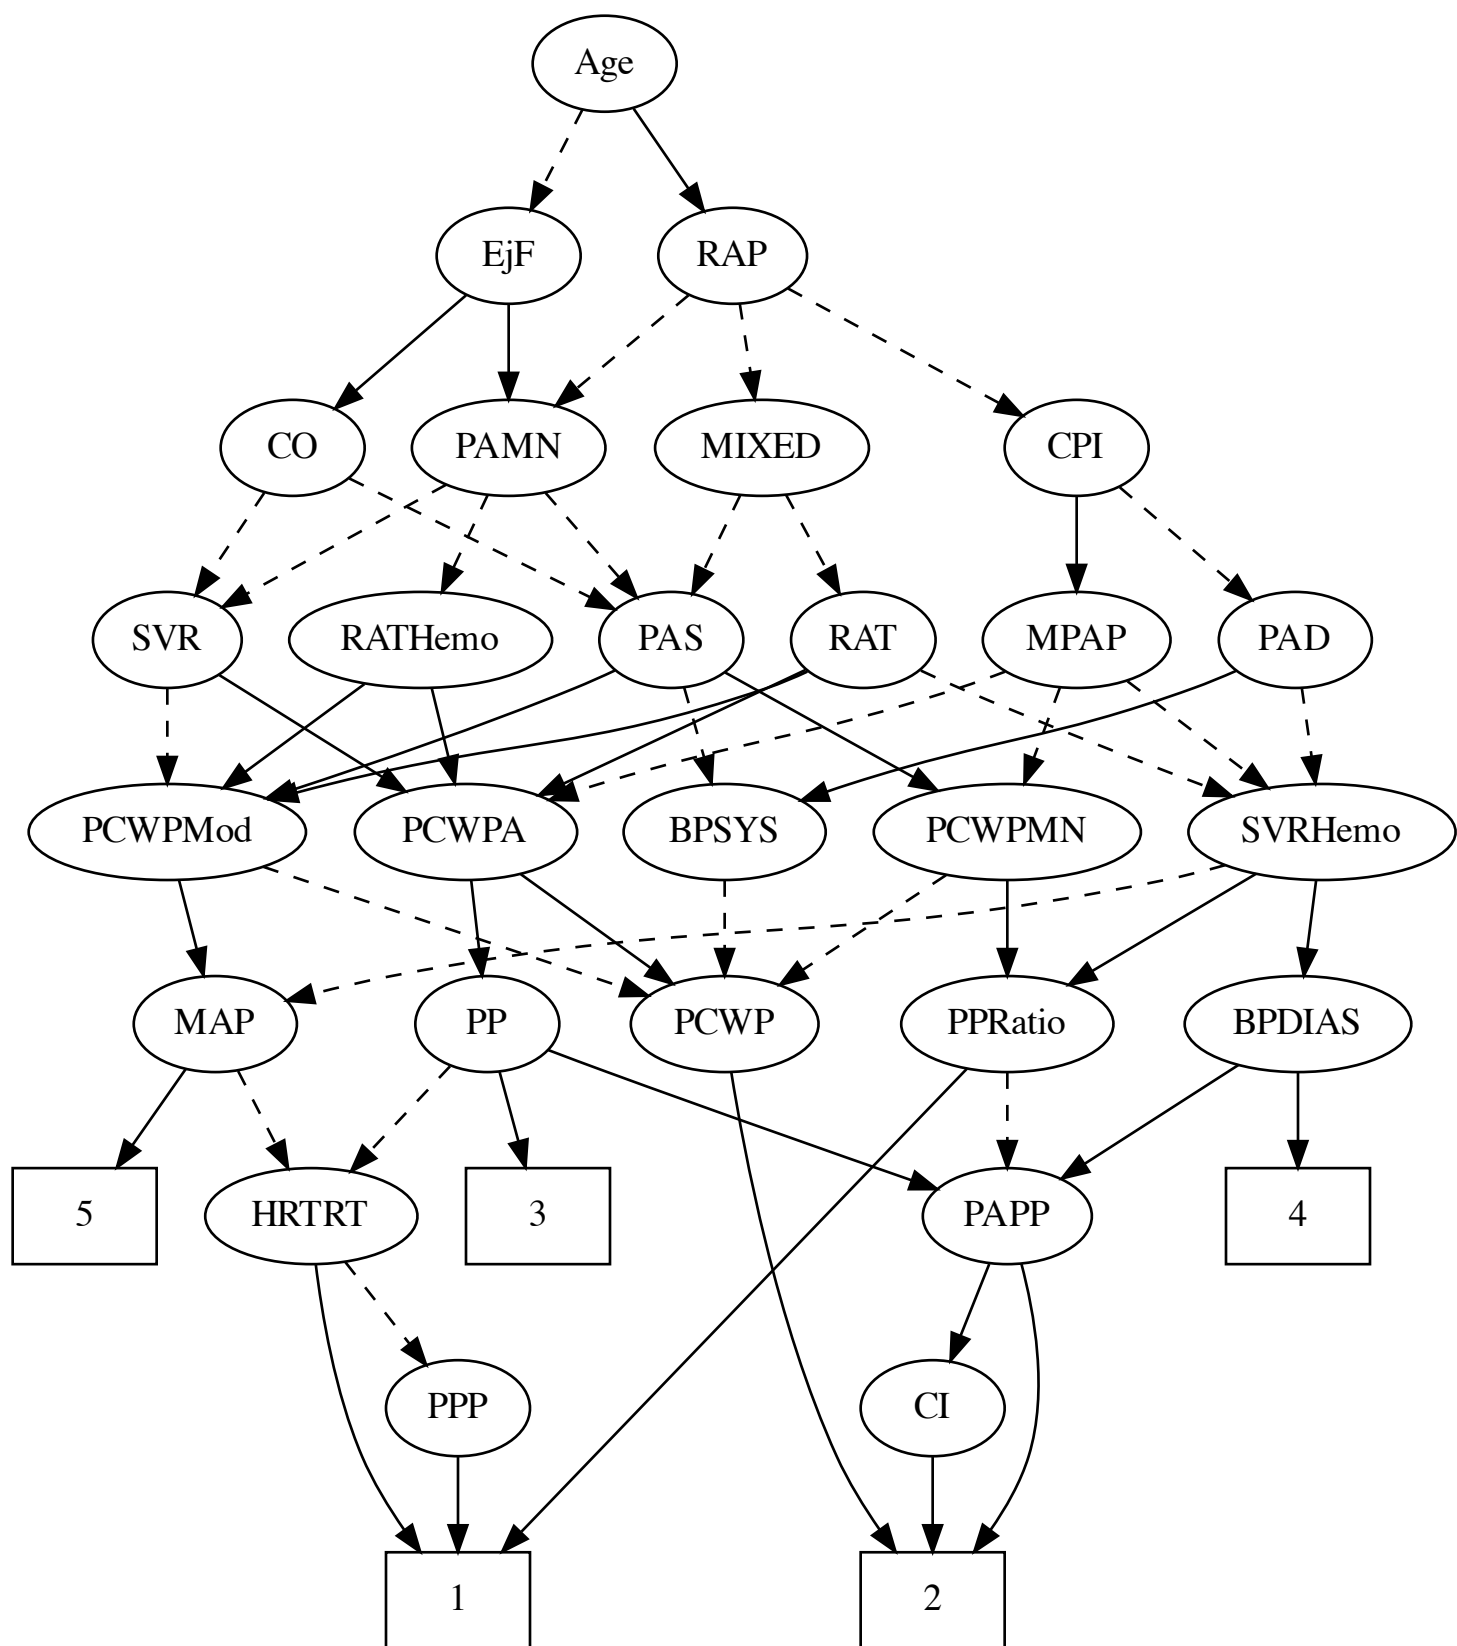 Age
EjF
RAP
CO
PAMN
MIXED
CPI
SVR
RATHemo
PAS
RAT
MPAP
PAD
PCWPMod
PCWPA
BPSYS
PCWPMN
SVRHemo
MAP
PP
PCWP
PPRatio
BPDIAS
5
HRTRT
3
PAPP
4
PPP
CI
1
2